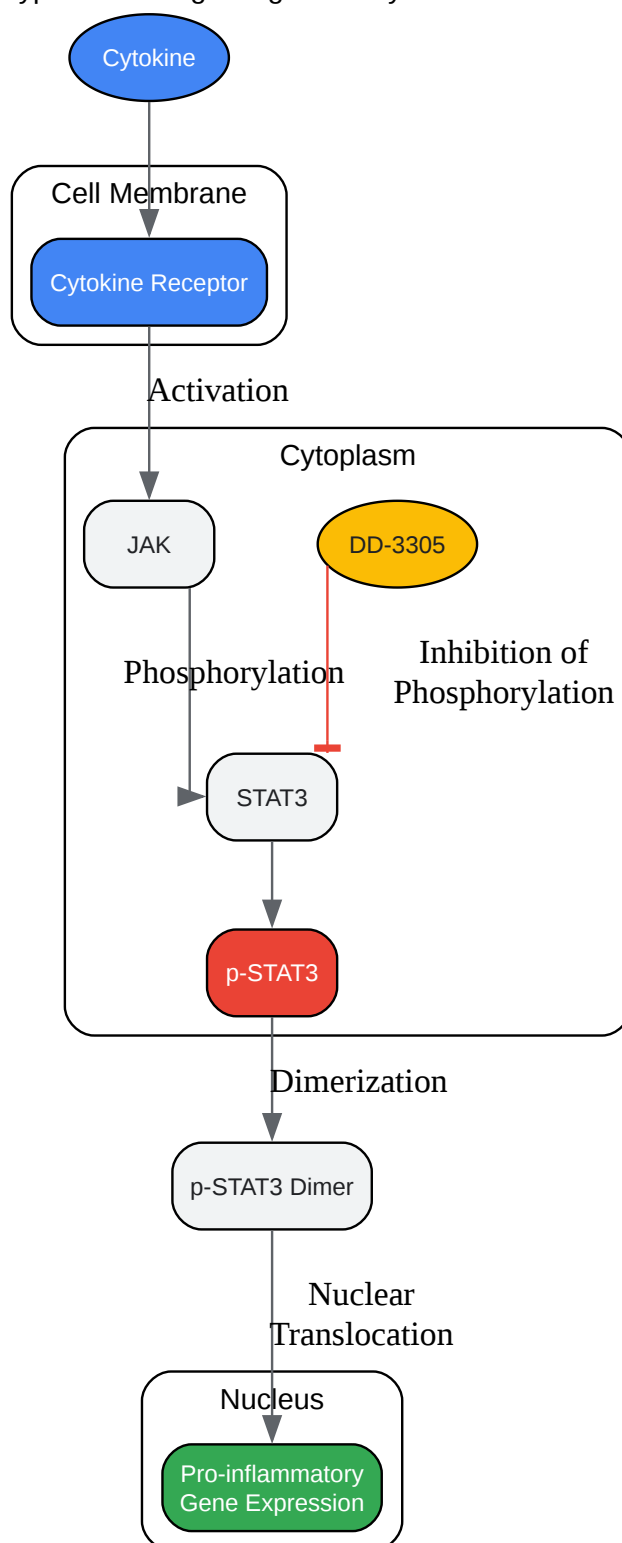 Cytokine
Cell Membrane
Cytokine Receptor
Activation
Cytoplasm
JAK
DD-3305
Phosphorylation
Inhibition of
Phosphorylation
STAT3
p-STAT3
Dimerization
p-STAT3 Dimer
Nuclear
Translocation
Nucleus
Pro-inflammatory
Gene Expression